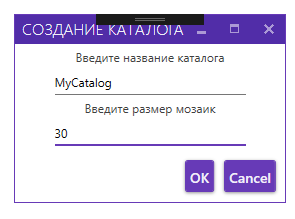 СОЗДАНИЕ КАТАЛОГА
Введите название каталога
MyCatalog
Введите размер мозаик
30
OK Cancel